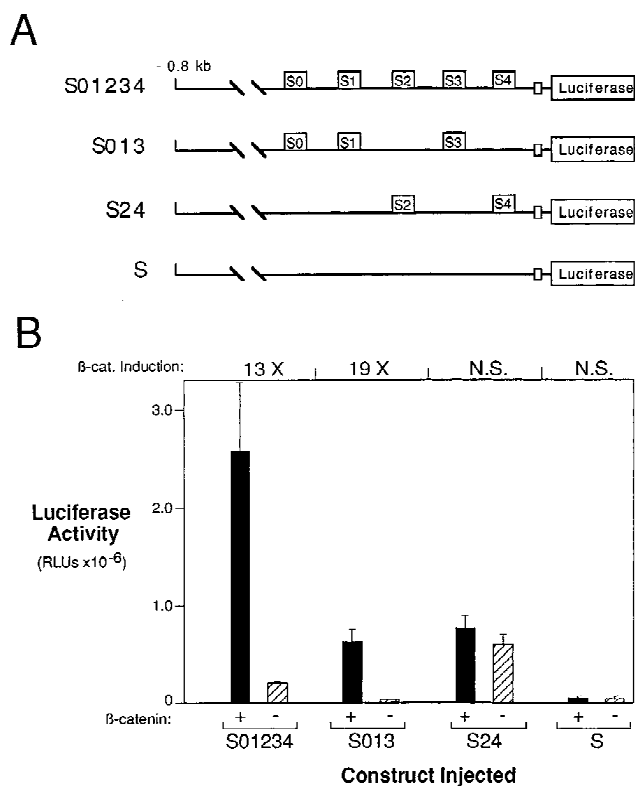 A
- 0.8 kb
S01234 S0 S1 S2 S3 S4 Luciferase
S013 S0 S1 S3 Luciferase
S24 S2 S4 Luciferase
S Luciferase
B
ß-cat. Induction: 13 X 19 X N.S. N.S.
3.0
2.0
1.0
0
Luciferase
Activity
(RLUs x10-6)
ß-catenin: + - + - + - + -
S01234 S013 S24 S
Construct Injected